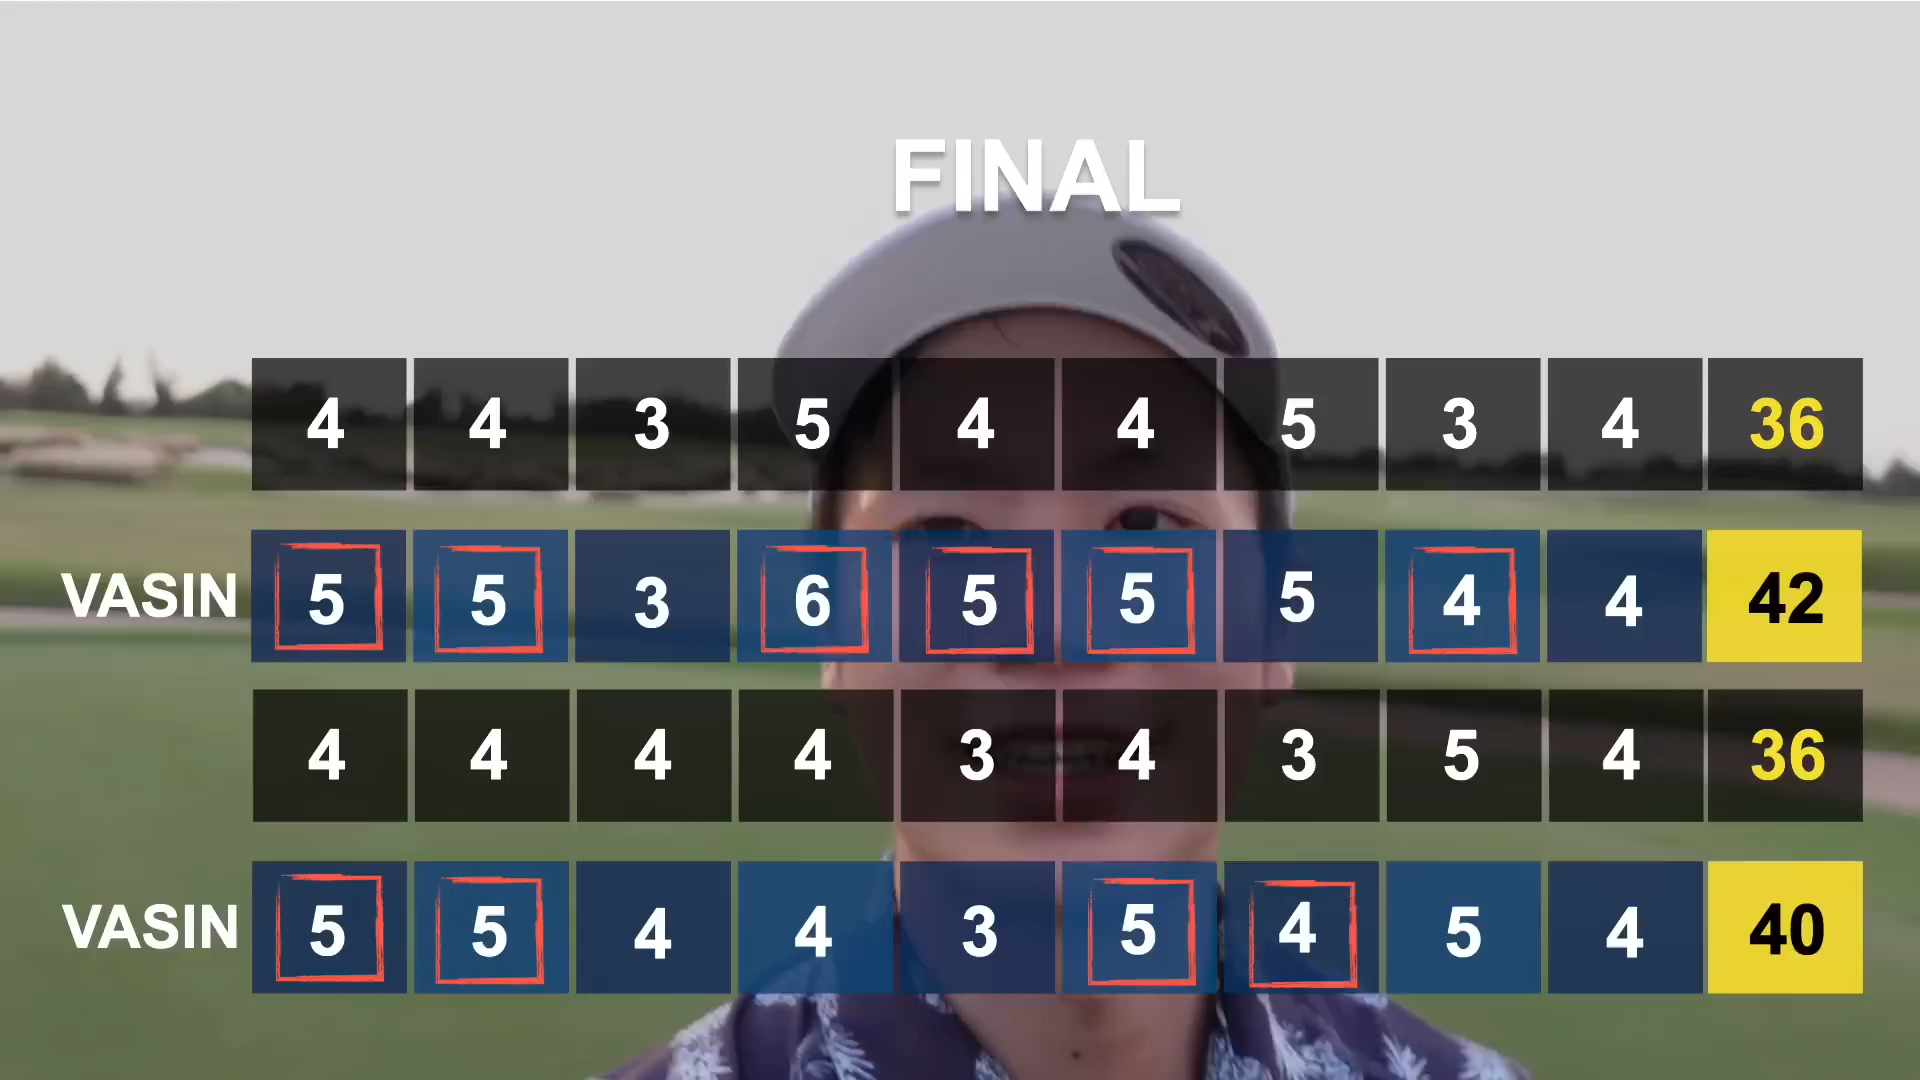 FINAL
4 4 3 5 4 4 5 3 4 36
VASIN 5 5 3 6 5 5 5 4 4 42
4 4 4 4 3 4 3 5 4 36
VASIN 5 5 4 4 3 5 4 5 4 40